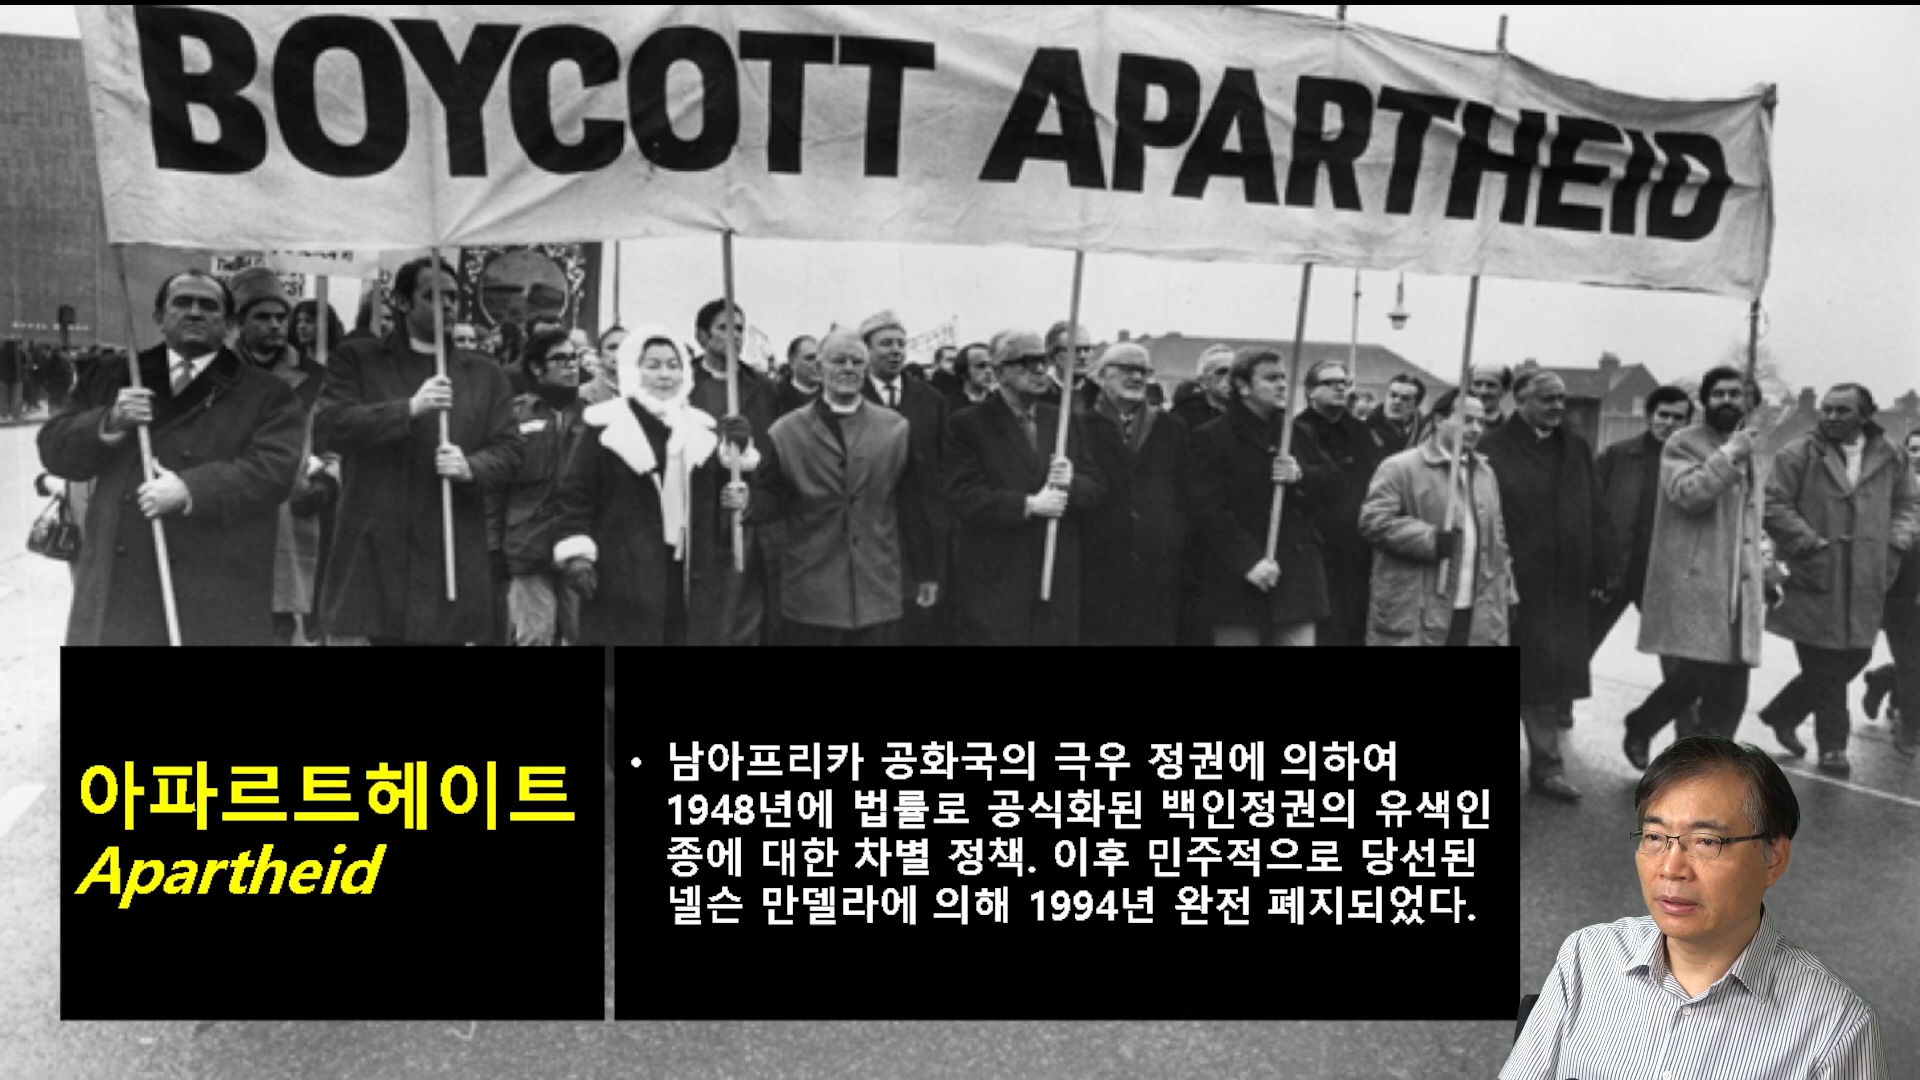 BOYCOTT APARTHEID
아파르트헤이트
Apartheid
• 남아프리카 공화국의 극우 정권에 의하여
1948년에 법률로 공식화된 백인정권의 유색인
종에 대한 차별 정책. 이후 민주적으로 당선된
넬슨 만델라에 의해 1994년 완전 폐지되었다.